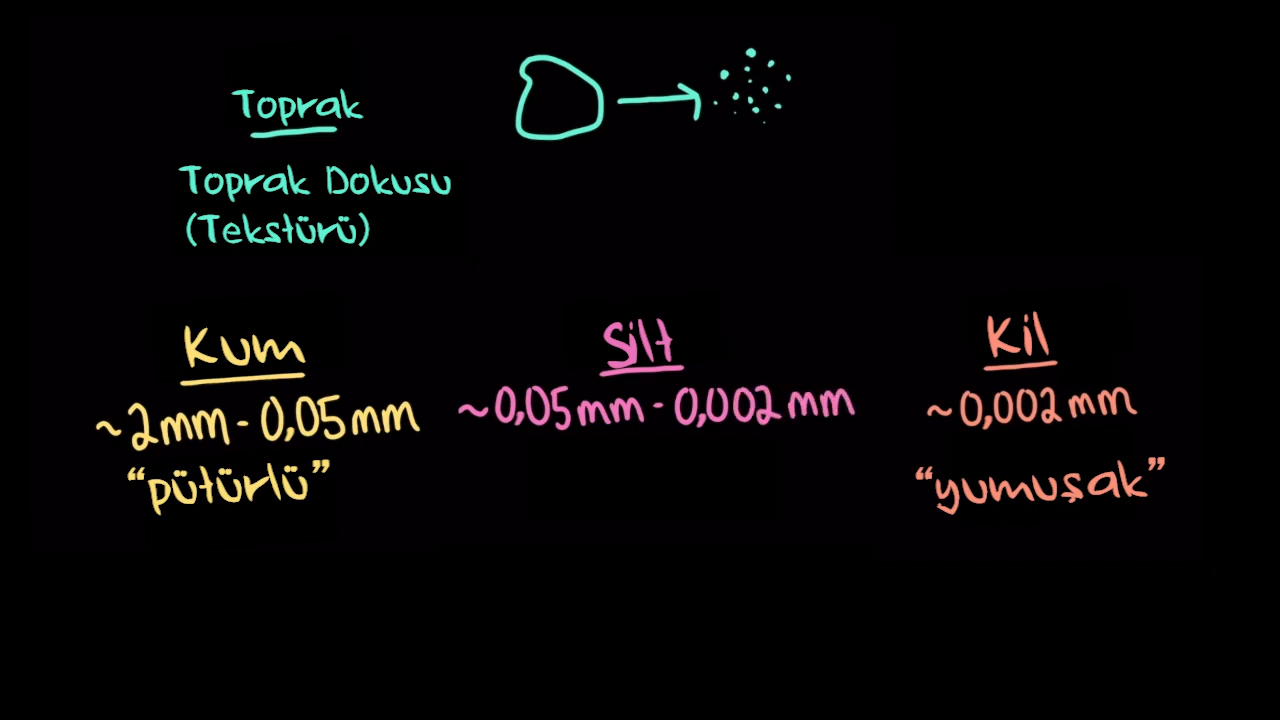 Toprak
Toprak Dokusu
(Tekstürü)
Kum
~2mm - 0,05mm
“pütürlü”
Silt
~0,05mm - 0,002mm
Kil
~0,002mm
“yumuşak”